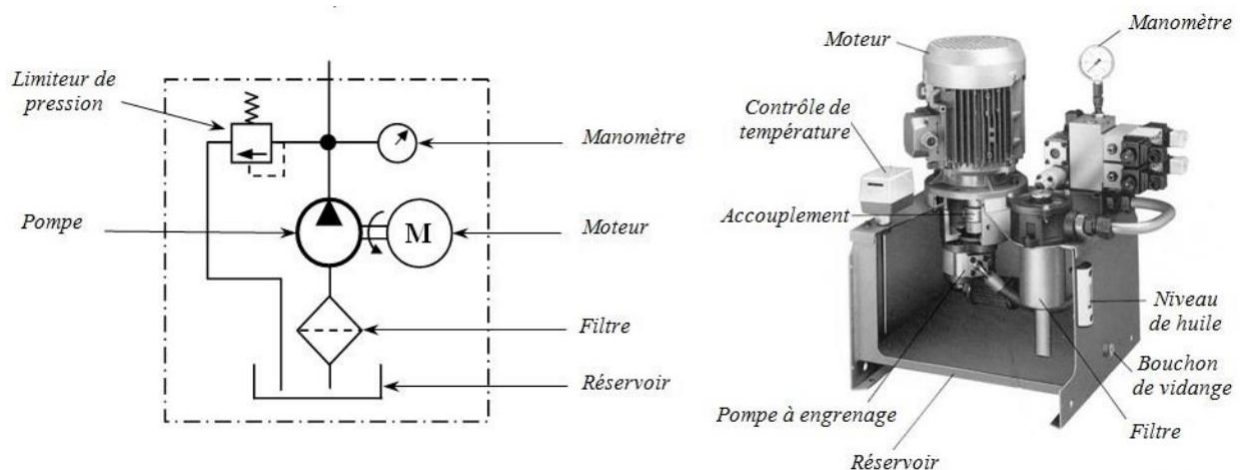 Limiteur de
pression
Manomètre
Pompe
M
Moteur
Filtre
Réservoir
Moteur
Manomètre
Contrôle de
température
Accouplement
Niveau
de huile
Bouchon
de vidange
Pompe à engrenage
Filtre
Réservoir